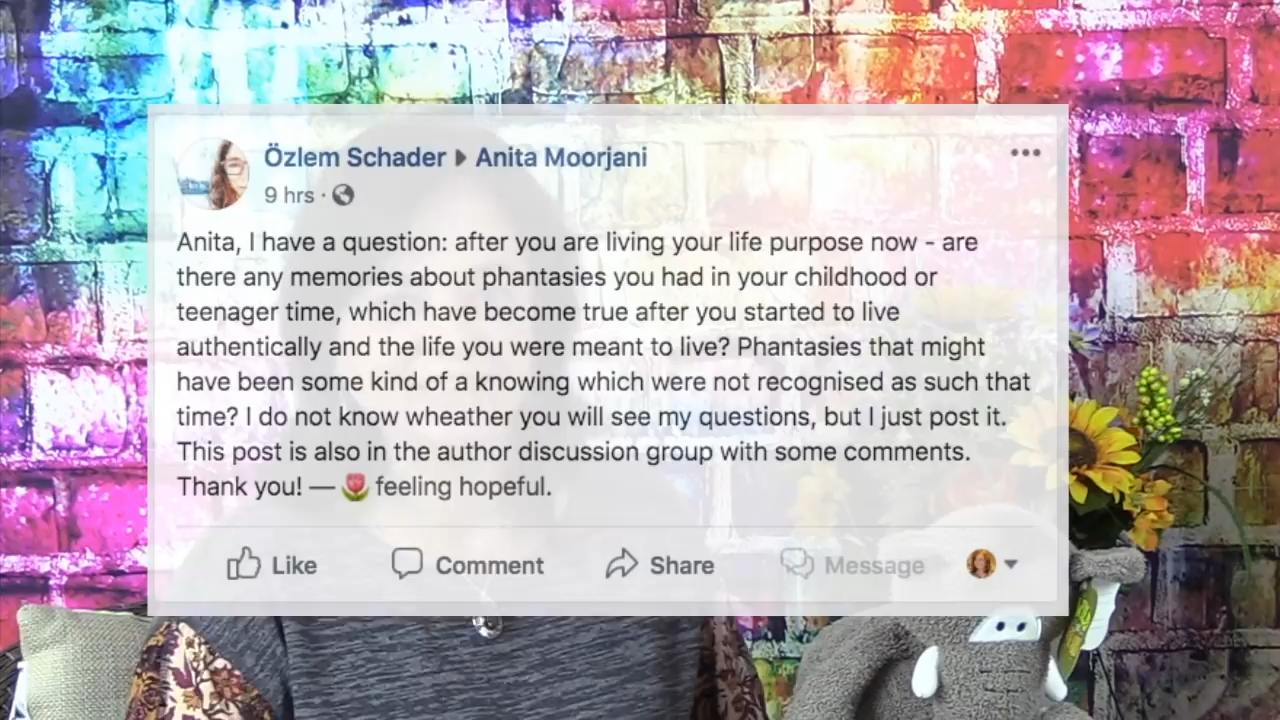 Özlem Schader ▸ Anita Moorjani
9 hrs ·
Anita, I have a question: after you are living your life purpose now - are
there any memories about phantasies you had in your childhood or
teenager time, which have become true after you started to live
authentically and the life you were meant to live? Phantasies that might
have been some kind of a knowing which were not recognised as such that
time? I do not know wheather you will see my questions, but I just post it.
This post is also in the author discussion group with some comments.
Thank you! — 🌷 feeling hopeful.
Like Comment Share Message